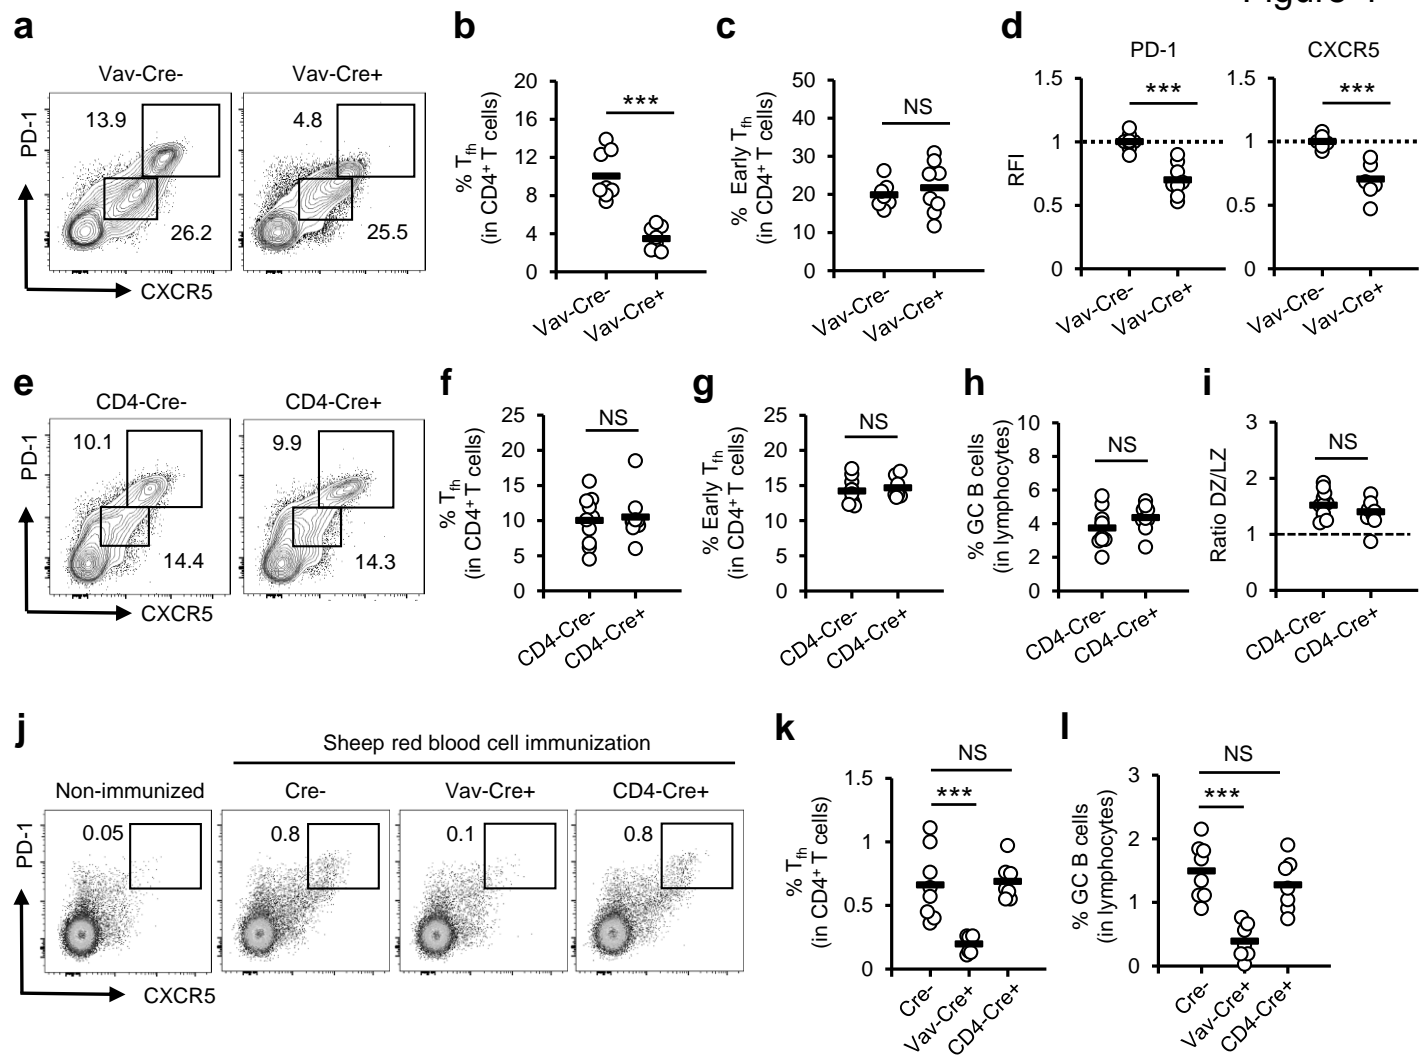 a
Vav-Cre-
Vav-Cre+
13.9
4.8
26.2
25.5
PD-1
CXCR5
b
% Tfh
(in CD4+ T cells)
20
16
12
8
4
0
***
Vav-Cre-
Vav-Cre+
c
% Early Tfh
(in CD4+ T cells)
50
40
30
20
10
0
NS
Vav-Cre-
Vav-Cre+
d
PD-1
CXCR5
RFI
1.5
1
0.5
0
***
Vav-Cre-
Vav-Cre+
1.5
1
0.5
0
***
Vav-Cre-
Vav-Cre+
e
CD4-Cre-
CD4-Cre+
10.1
9.9
14.4
14.3
PD-1
CXCR5
f
% Tfh
(in CD4+ T cells)
25
20
15
10
5
0
NS
CD4-Cre-
CD4-Cre+
g
% Early Tfh
(in CD4+ T cells)
25
20
15
10
5
0
NS
CD4-Cre-
CD4-Cre+
h
% GC B cells
(in lymphocytes)
10
8
6
4
2
0
NS
CD4-Cre-
CD4-Cre+
i
Ratio DZ/LZ
3
2
1
0
NS
CD4-Cre-
CD4-Cre+
j
Sheep red blood cell immunization
Non-immunized
Cre-
Vav-Cre+
CD4-Cre+
0.05
0.8
0.1
0.8
PD-1
CXCR5
k
% Tfh
(in CD4+ T cells)
1.5
1
0.5
0
NS
***
Cre-
Vav-Cre+
CD4-Cre+
l
% GC B cells
(in lymphocytes)
3
2
1
0
NS
***
Cre-
Vav-Cre+
CD4-Cre+